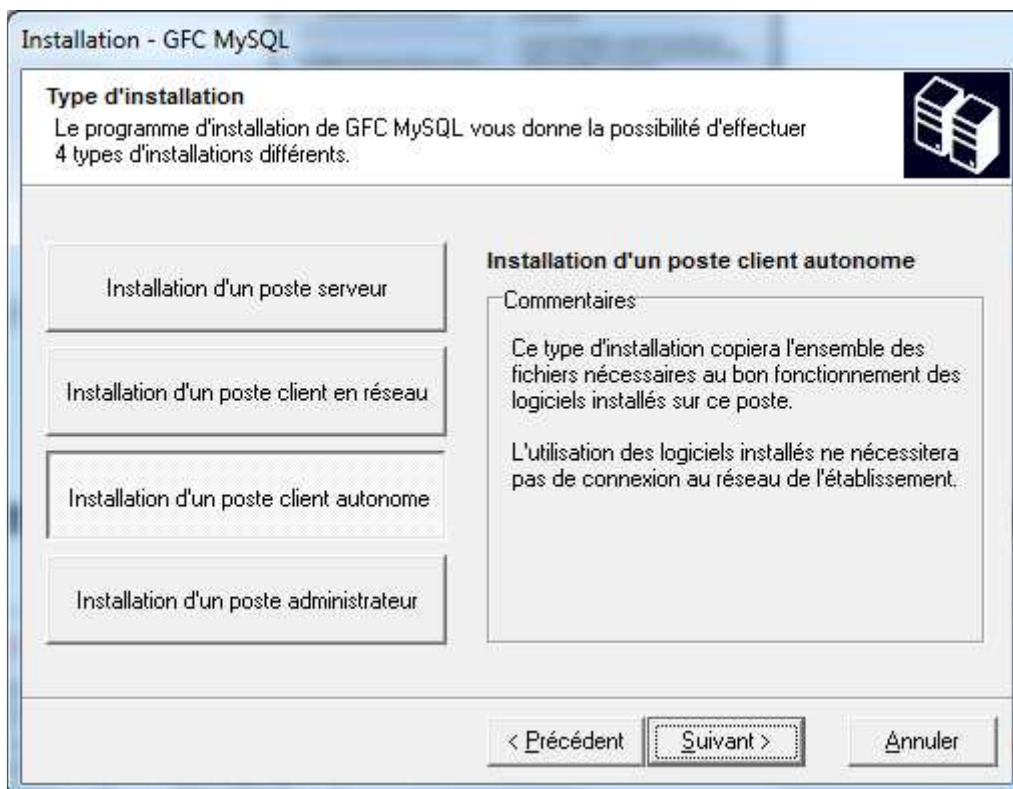 Installation - GFC MySQL
Type d'installation
Le programme d'installation de GFC MySQL vous donne la possibilité d'effectuer
4 types d'installations différents.
Installation d'un poste serveur
Installation d'un poste client en réseau
Installation d'un poste client autonome
Installation d'un poste administrateur
Installation d'un poste client autonome
Commentaires
Ce type d'installation copiera l'ensemble des
fichiers nécessaires au bon fonctionnement des
logiciels installés sur ce poste.
L'utilisation des logiciels installés ne nécessitera
pas de connexion au réseau de l'établissement.
< Précédent
Suivant >
Annuler